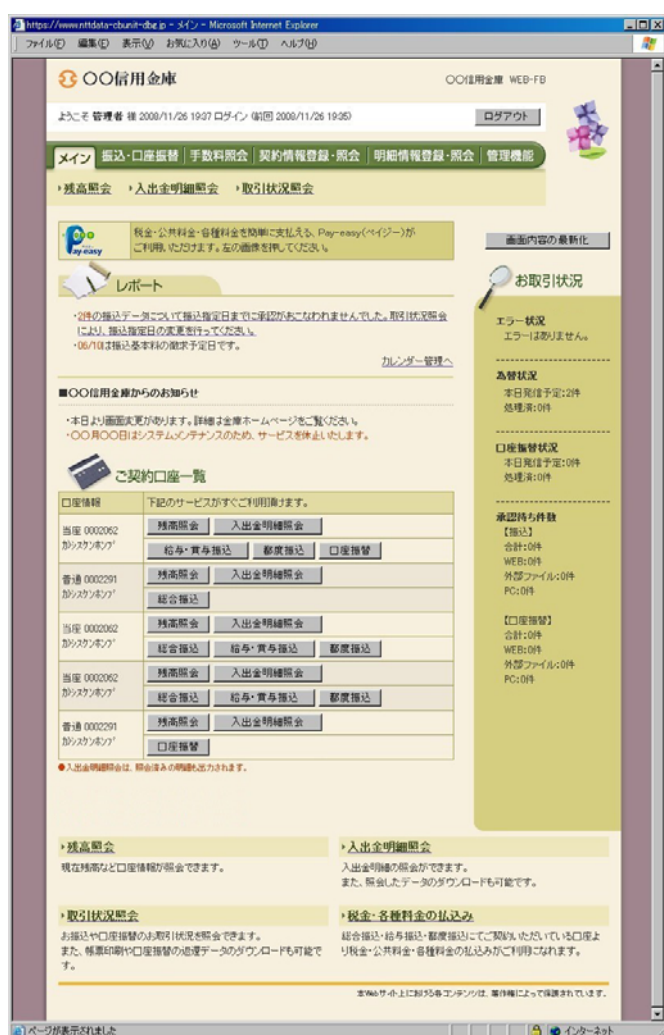 https://www.nttdata-cbunit-dbg.jp - メイン - Microsoft Internet Explorer
ファイル(F) 編集(E) 表示(V) お気に入り(A) ツール(T) ヘルプ(H)
〇〇信用金庫
〇〇信用金庫 WEB-FB
ようこそ 管理者 様 2008/11/26 19:37 ログイン (前回 2008/11/26 19:35)
ログアウト
メイン 振込・口座振替 手数料照会 契約情報登録・照会 明細情報登録・照会 管理機能
残高照会 入出金明細照会 取引状況照会
Pay-easy
税金・公共料金・各種料金を簡単に支払える、Pay-easy(ペイジー)が
ご利用いただけます。左の画像を押してください。
画面内容の最新化
レポート
・2件の振込データについて振込指定日までに承認がおこなわれませんでした。取引状況照会
により、振込指定日の変更を行ってください。
・06/10は振込基本料の徴求予定日です。
カレンダー管理へ
■〇〇信用金庫からのお知らせ
・本日より画面変更があります。詳細は金庫ホームページをご覧ください。
・〇〇月〇〇日はシステムメンテナンスのため、サービスを休止いたします。
ご契約口座一覧
口座情報 下記のサービスがすぐご利用頂けます。
当座 0002062
残高照会 入出金明細照会
給与・賞与振込 都度振込 口座振替
普通 0002291
残高照会 入出金明細照会
総合振込
当座 0002062
残高照会 入出金明細照会
総合振込 給与・賞与振込 都度振込
当座 0002062
残高照会 入出金明細照会
総合振込 給与・賞与振込 都度振込
普通 0002291
残高照会 入出金明細照会
口座振替
●入出金明細照会は、照会済みの明細も出力されます。
お取引状況
エラー状況
エラーはありません。
為替状況
本日発信予定:2件
処理済:0件
口座振替状況
本日発信予定:0件
処理済:0件
承認待ち件数
【振込】
合計:0件
WEB:0件
外部ファイル:0件
PC:0件
【口座振替】
合計:0件
WEB:0件
外部ファイル:0件
PC:0件
残高照会
現在残高など口座情報が照会できます。
入出金明細照会
入出金明細の照会ができます。
また、照会したデータのダウンロードも可能です。
取引状況照会
お振込や口座振替のお取引状況を照会できます。
また、帳票印刷や口座振替の返還データのダウンロードも可能で
す。
税金・各種料金の払込み
総合振込・給与振込・都度振込にてご契約いただいている口座よ
り税金・公共料金・各種料金の払込みがご利用になれます。
本Webサイト上における各コンテンツは、著作権によって保護されています。
ページが表示されました
インターネット